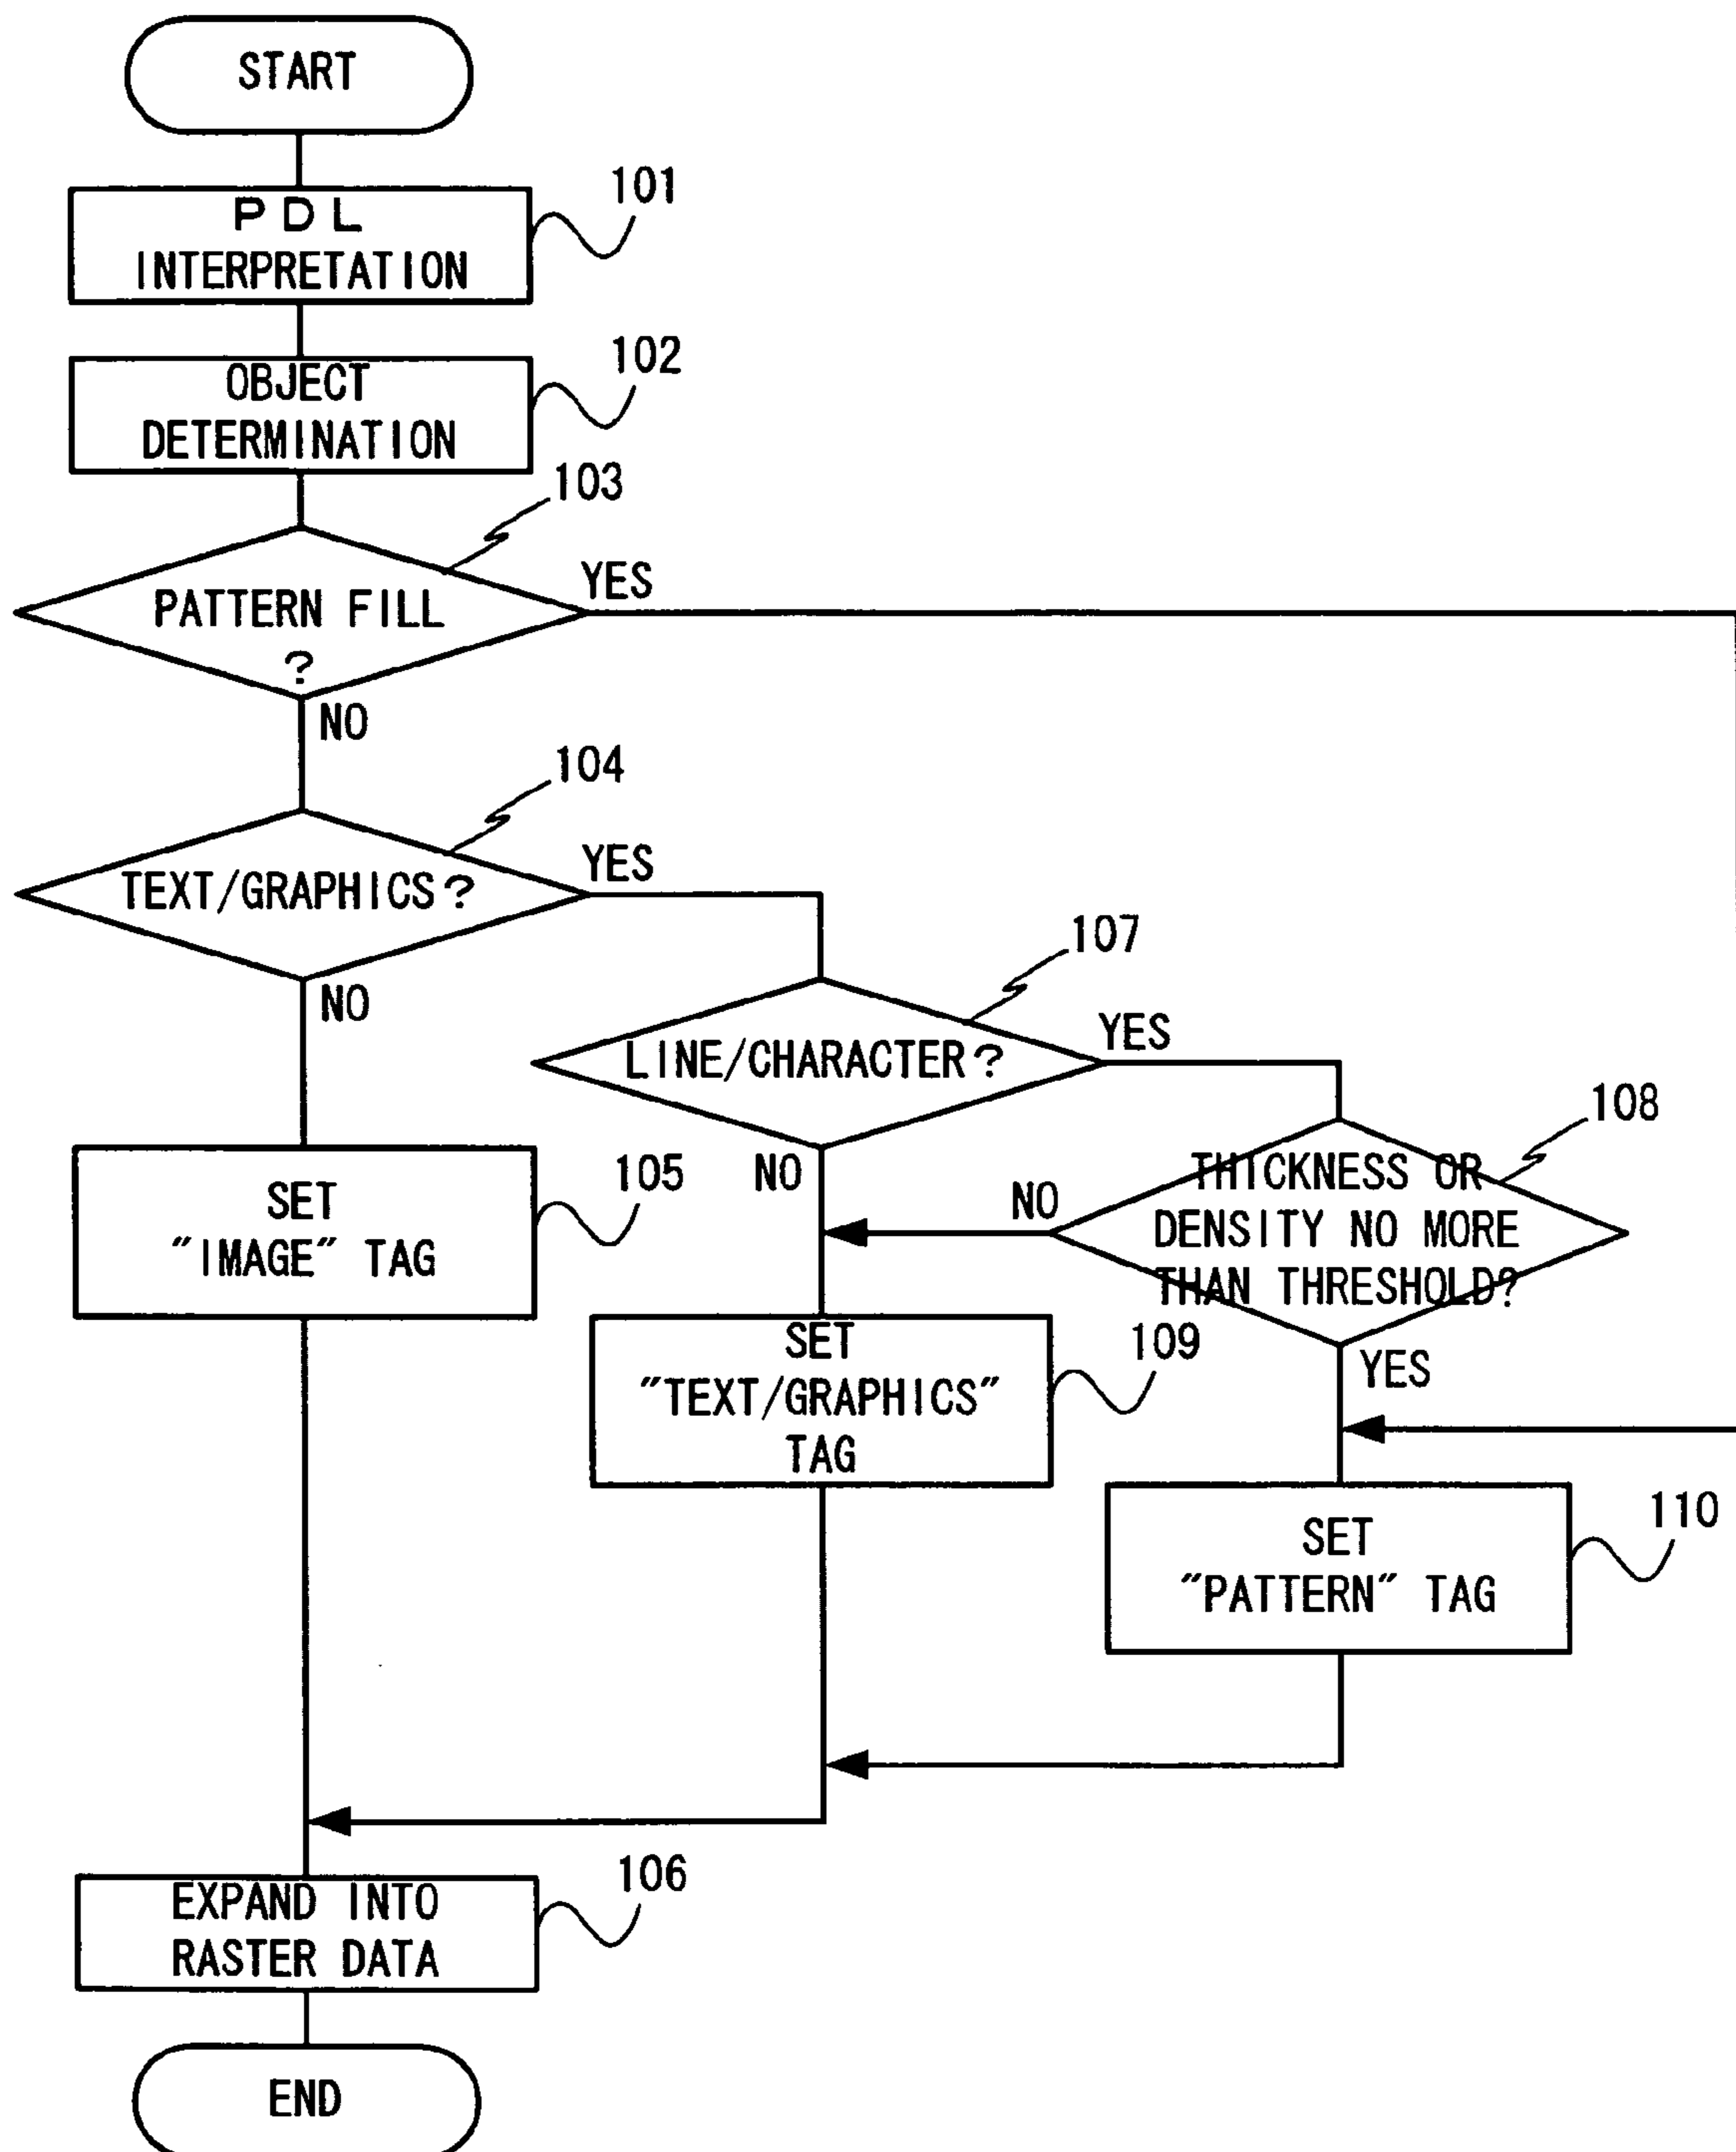 START
101
PDL
INTERPRETATION
102
OBJECT
DETERMINATION
103
PATTERN FILL
?
YES
NO
104
TEXT/GRAPHICS?
YES
NO
107
LINE/CHARACTER?
YES
NO
108
THICKNESS OR
DENSITY NO MORE
THAN THRESHOLD?
NO
YES
105
SET
"IMAGE" TAG
109
SET
"TEXT/GRAPHICS"
TAG
110
SET
"PATTERN" TAG
106
EXPAND INTO
RASTER DATA
END